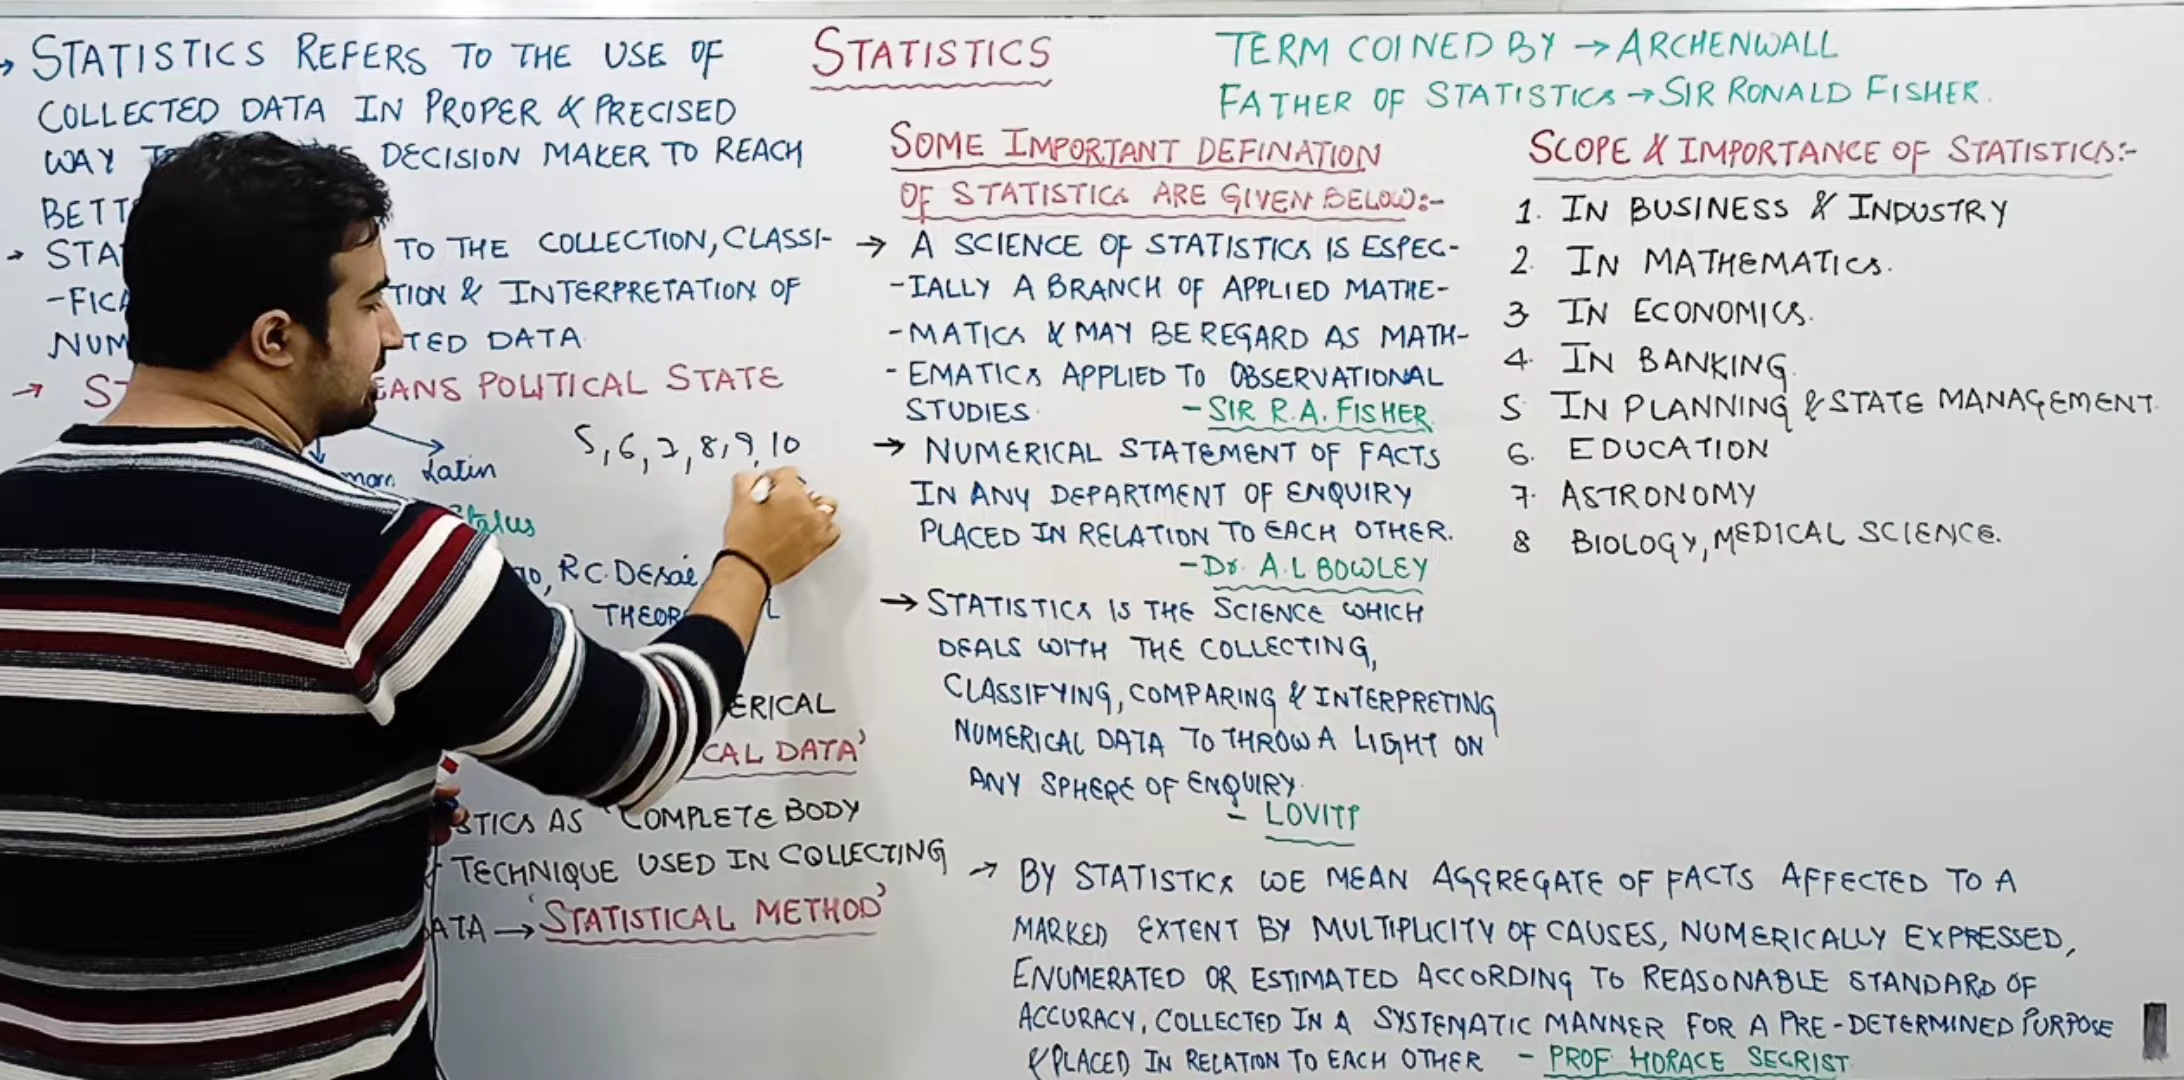 → STATISTICS REFERS TO THE USE OF
COLLECTED DATA IN PROPER & PRECISED
WAY DECISION MAKER TO REACH
BETT
→ STA TO THE COLLECTION, CLASSI-
-FICA TION & INTERPRETATION OF
NUM TED DATA
→ ST EANS POLITICAL STATE
Latin
Status
5, 6, 7, 8, 9, 10
R.C. DEsai
THEOR
ERICAL
CAL DATA'
STICS AS "COMPLETE BODY
TECHNIQUE USED IN COLLECTING
DATA → 'STATISTICAL METHOD'
STATISTICS
SOME IMPORTANT DEFINATION
OF STATISTICS ARE GIVEN BELOW:-
→ A SCIENCE OF STATISTICS IS ESPEC-
-IALLY A BRANCH OF APPLIED MATHE-
-MATICS & MAY BE REGARD AS MATH-
-EMATICS APPLIED TO OBSERVATIONAL
STUDIES. - SIR R.A. FISHER
→ NUMERICAL STATEMENT OF FACTS
IN ANY DEPARTMENT OF ENQUIRY
PLACED IN RELATION TO EACH OTHER.
- Dr. A.L BOWLEY
→ STATISTICS IS THE SCIENCE WHICH
DEALS WITH THE COLLECTING,
CLASSIFYING, COMPARING & INTERPRETING
NUMERICAL DATA TO THROW A LIGHT ON
ANY SPHERE OF ENQUIRY.
- LOVITT
→ BY STATISTICS WE MEAN AGGREGATE OF FACTS AFFECTED TO A
MARKED EXTENT BY MULTIPLICITY OF CAUSES, NUMERICALLY EXPRESSED,
ENUMERATED OR ESTIMATED ACCORDING TO REASONABLE STANDARD OF
ACCURACY, COLLECTED IN A SYSTEMATIC MANNER FOR A PRE-DETERMINED PURPOSE
& PLACED IN RELATION TO EACH OTHER - PROF. HORACE SECRIST
TERM COINED BY → ARCHENWALL
FATHER OF STATISTICS → SIR RONALD FISHER.
SCOPE & IMPORTANCE OF STATISTICS:-
1. IN BUSINESS & INDUSTRY
2. IN MATHEMATICS.
3 IN ECONOMICS.
4. IN BANKING.
5. IN PLANNING & STATE MANAGEMENT.
6. EDUCATION
7. ASTRONOMY
8 BIOLOGY, MEDICAL SCIENCE.